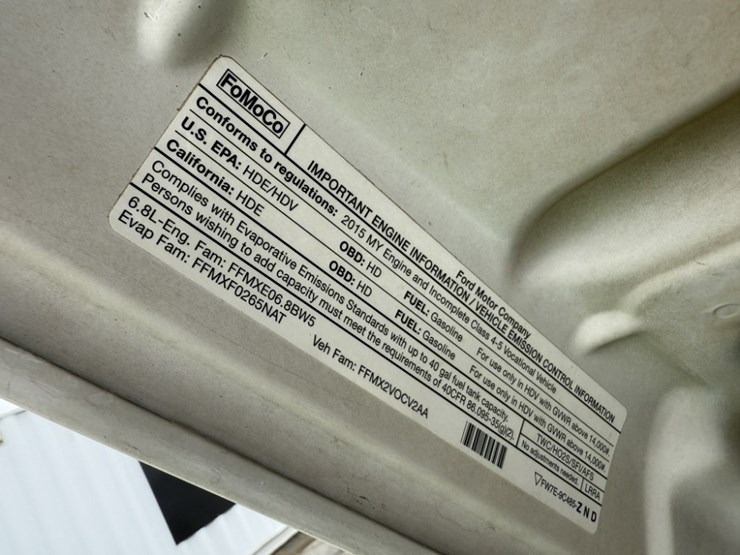 FoMoCo
Ford Motor Company
IMPORTANT ENGINE INFORMATION / VEHICLE EMISSION CONTROL INFORMATION
Conforms to regulations: 2015 MY Engine and Incomplete Class 4-5 Vocational Vehicle
U.S. EPA: HDE/HDV OBD: HD FUEL: Gasoline For use only in HDV with GVWR above 14,000#.
California: HDE OBD: HD FUEL: Gasoline For use only in HDV with GVWR above 14,000#.
Complies with Evaporative Emissions Standards with up to 40 gal fuel tank capacity. TWC/HO2S/SFI/AFS
Persons wishing to add capacity must meet the requirements of 40CFR 86.095-35(g)(2). No adjustments needed. LRRA
6.8L-Eng. Fam: FFMXE06.8BW5
Evap Fam: FFMXF0265NAT Veh Fam: FFMX2VOCV2AA
FW7E-9C485-ZND